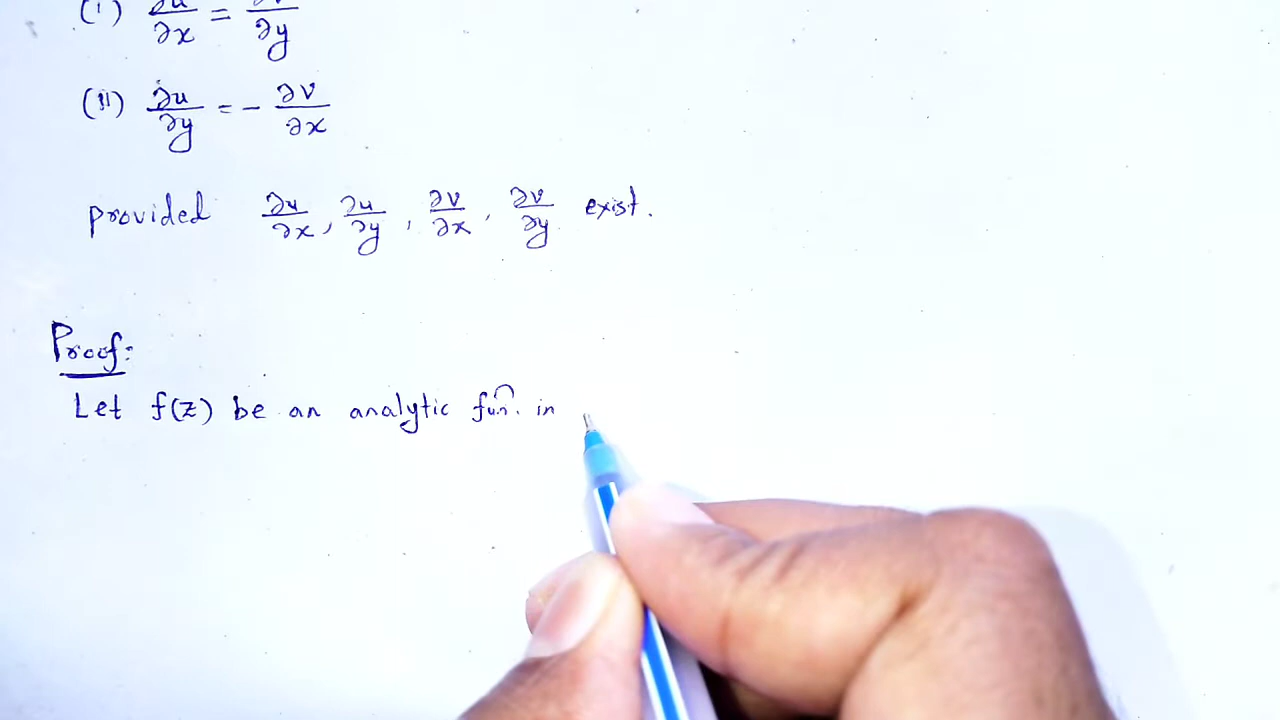 (i) ∂u/∂x = ∂v/∂y
(ii) ∂u/∂y = - ∂v/∂x
provided ∂u/∂x, ∂u/∂y, ∂v/∂x, ∂v/∂y exist.
Proof:
Let f(z) be an analytic fun. in